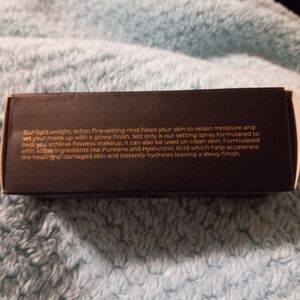 Our light weight, micro fine setting mist helps your skin to retain moisture and
set your make up with a glowy finish. Not only is our setting spray formulated to
help you achieve flawless makeup, it can also be used on clean skin. Formulated
with active ingredients like Purslane and Hyaluronic Acid which help accelerate
the healing of damaged skin and instantly hydrates leaving a dewy finish.